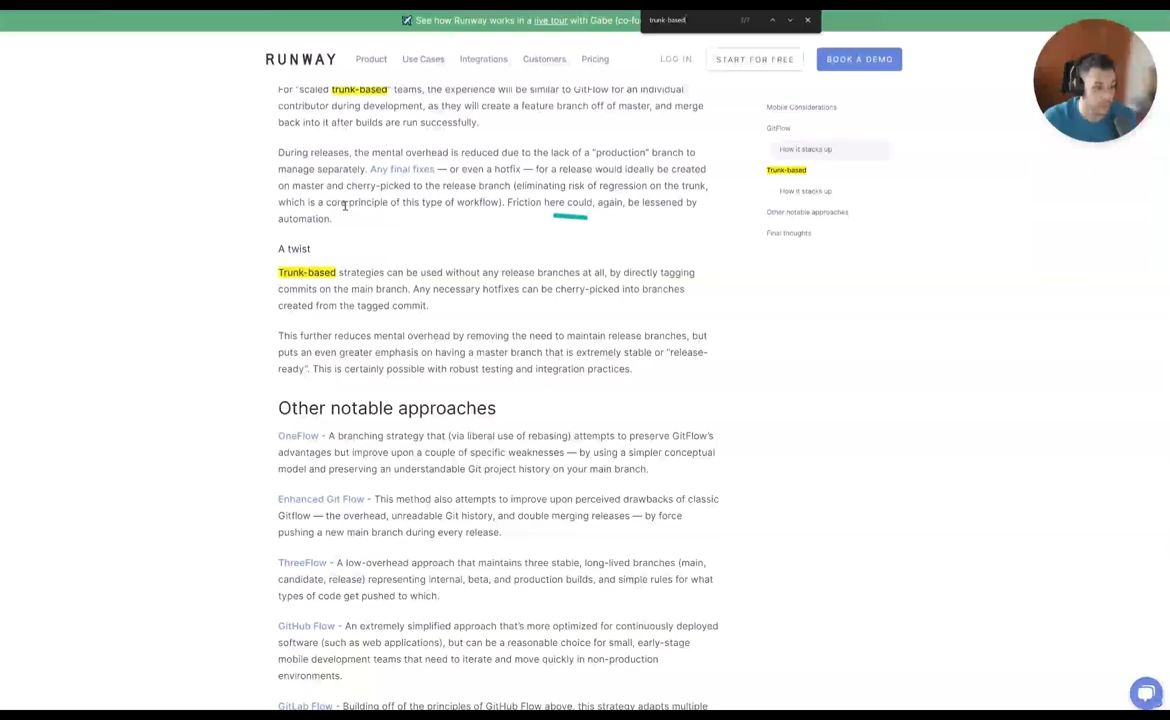 See how Runway works in a live tour with Gabe (co-fo
trunk-based
RUNWAY
Product
Use Cases
Integrations
Customers
Pricing
LOG IN
START FOR FREE
BOOK A DEMO
For “scaled trunk-based” teams, the experience will be similar to GitFlow for an individual
contributor during development, as they will create a feature branch off of master, and merge
back into it after builds are run successfully.
During releases, the mental overhead is reduced due to the lack of a “production” branch to
manage separately. Any final fixes — or even a hotfix — for a release would ideally be created
on master and cherry-picked to the release branch (eliminating risk of regression on the trunk,
which is a core principle of this type of workflow). Friction here could, again, be lessened by
automation.
A twist
Trunk-based strategies can be used without any release branches at all, by directly tagging
commits on the main branch. Any necessary hotfixes can be cherry-picked into branches
created from the tagged commit.
This further reduces mental overhead by removing the need to maintain release branches, but
puts an even greater emphasis on having a master branch that is extremely stable or “release-
ready”. This is certainly possible with robust testing and integration practices.
Other notable approaches
OneFlow - A branching strategy that (via liberal use of rebasing) attempts to preserve GitFlow’s
advantages but improve upon a couple of specific weaknesses — by using a simpler conceptual
model and preserving an understandable Git project history on your main branch.
Enhanced Git Flow - This method also attempts to improve upon perceived drawbacks of classic
Gitflow — the overhead, unreadable Git history, and double merging releases — by force
pushing a new main branch during every release.
ThreeFlow - A low-overhead approach that maintains three stable, long-lived branches (main,
candidate, release) representing internal, beta, and production builds, and simple rules for what
types of code get pushed to which.
GitHub Flow - An extremely simplified approach that’s more optimized for continuously deployed
software (such as web applications), but can be a reasonable choice for small, early-stage
mobile development teams that need to iterate and move quickly in non-production
environments.
GitLab Flow - Building off of the principles of GitHub Flow above, this strategy adapts multiple
Mobile Considerations
GitFlow
How it stacks up
Trunk-based
How it stacks up
Other notable approaches
Final thoughts